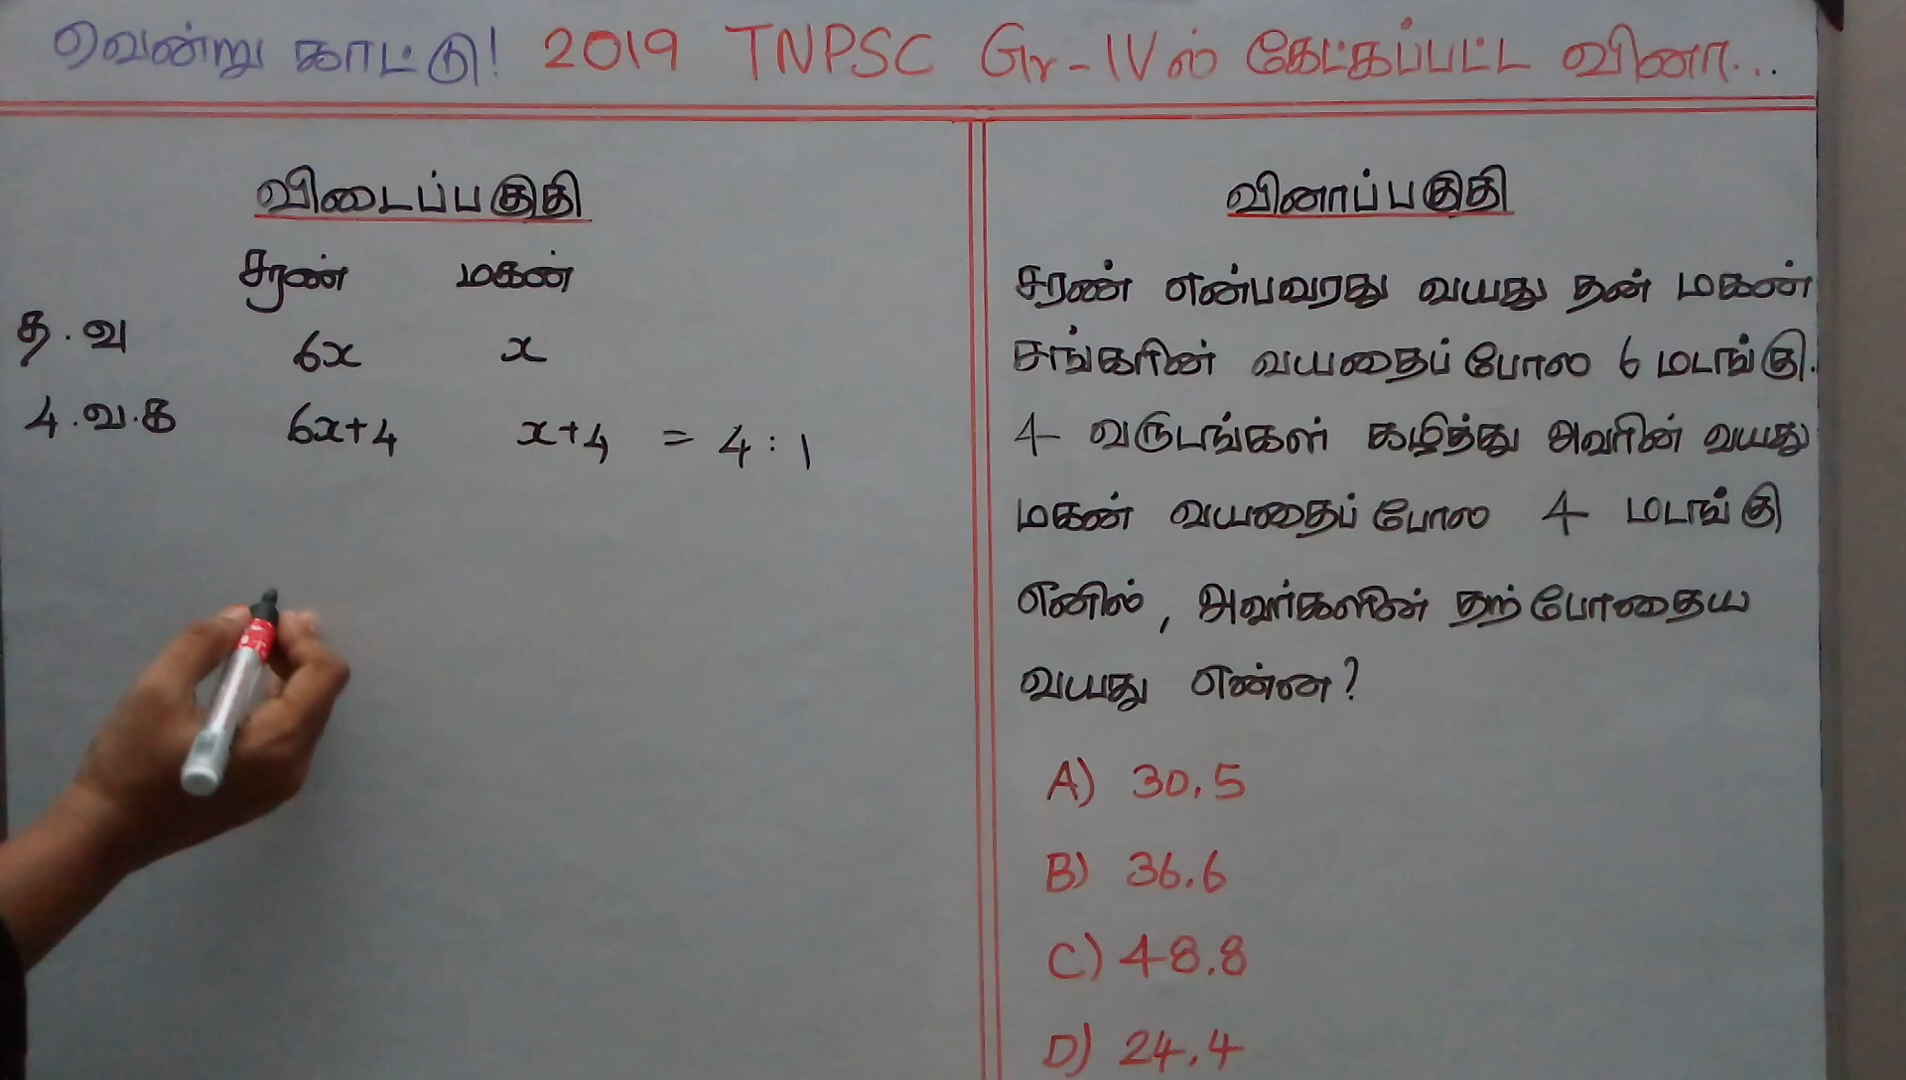 வென்று காட்டு! 2019 TNPSC Gr-IV ல் கேட்கப்பட்ட வினா...
விடைப்பகுதி
சரண் மகன்
த.வ 6x x
4.வ.க 6x+4 x+4 = 4:1
வினாப்பகுதி
சரண் என்பவரது வயது தன் மகன்
சங்கரின் வயதைப் போல 6 மடங்கு.
4 வருடங்கள் கழித்து அவரின் வயது
மகன் வயதைப் போல 4 மடங்கு
எனில், அவர்களின் தற்போதைய
வயது என்ன?
A) 30,5
B) 36,6
C) 48,8
D) 24,4